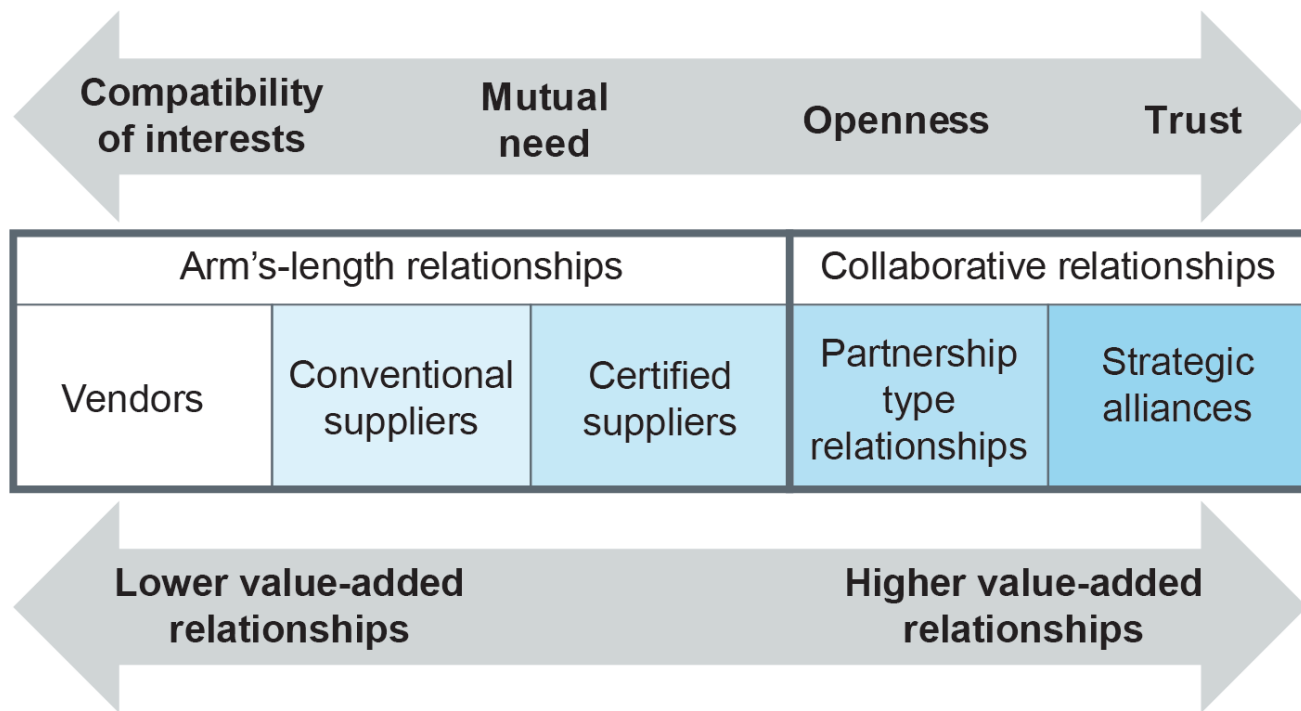 Compatibility
of interests
Mutual
need
Openness
Trust
Arm's-length relationships
Collaborative relationships
Vendors
Conventional
suppliers
Certified
suppliers
Partnership
type
relationships
Strategic
alliances
Lower value-added
relationships
Higher value-added
relationships